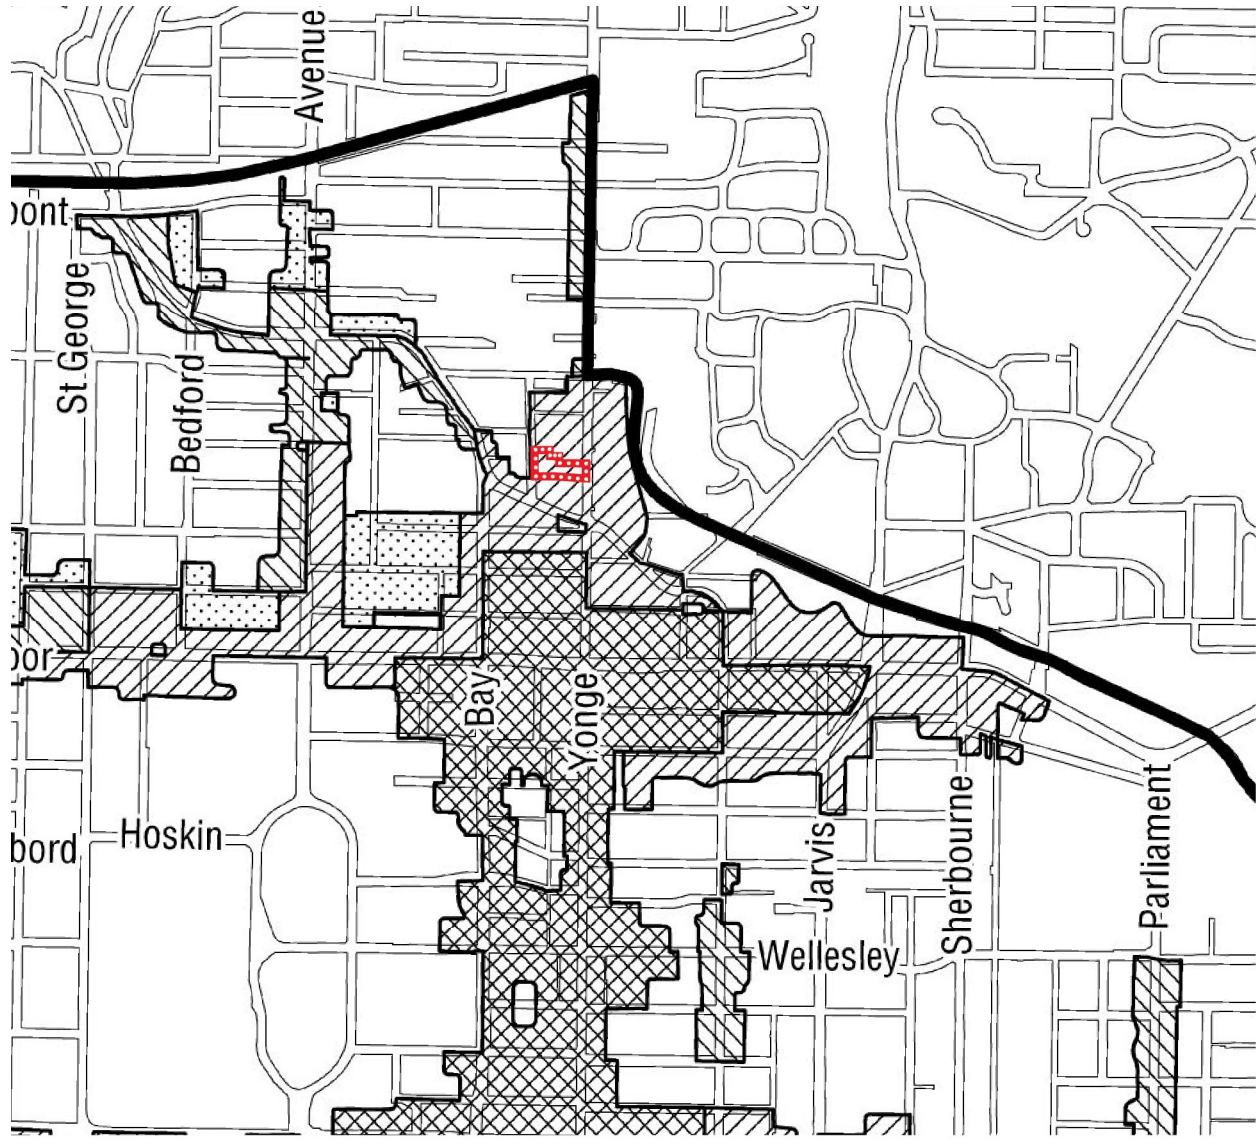 Avenue
pont
St George
Bedford
oor
Bay
Yonge
Hoskin
bord
Jarvis
Sherbourne
Parliament
Wellesley